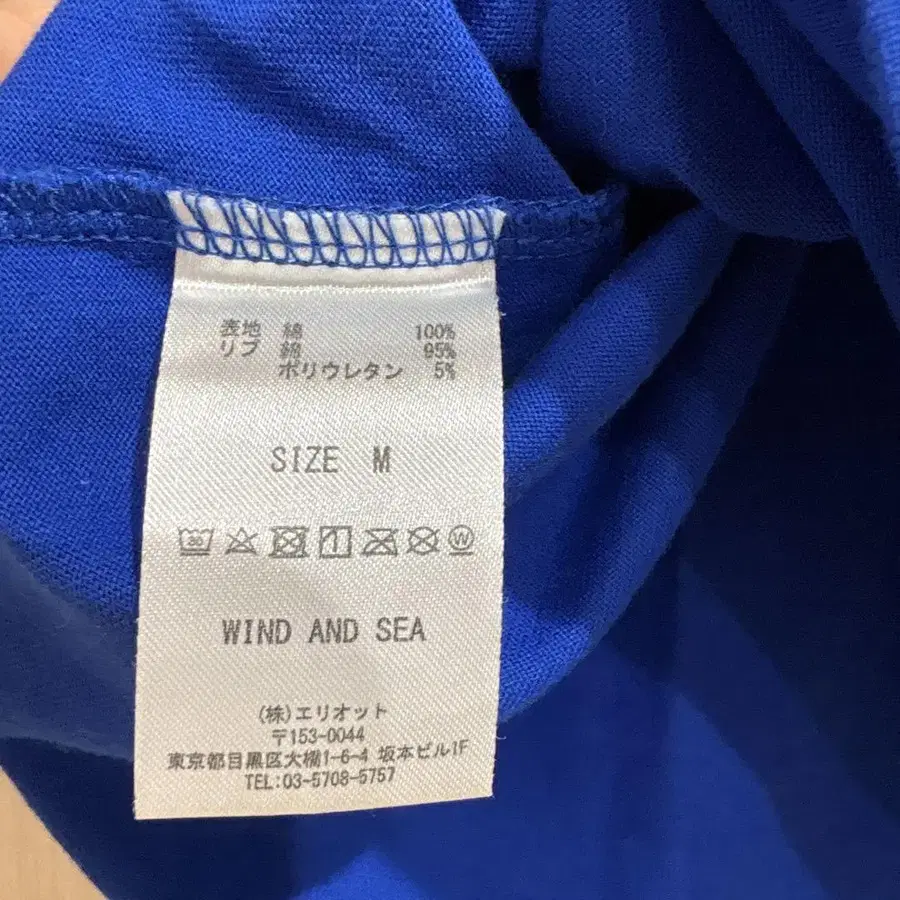 表地 綿 100%
リブ 綿 95%
ポリウレタン 5%
SIZE M
30 1 W
WIND AND SEA
(株)エリオット
〒153-0044
東京都目黒区大橋1-6-4 坂本ビル1F
TEL:03-5708-5757